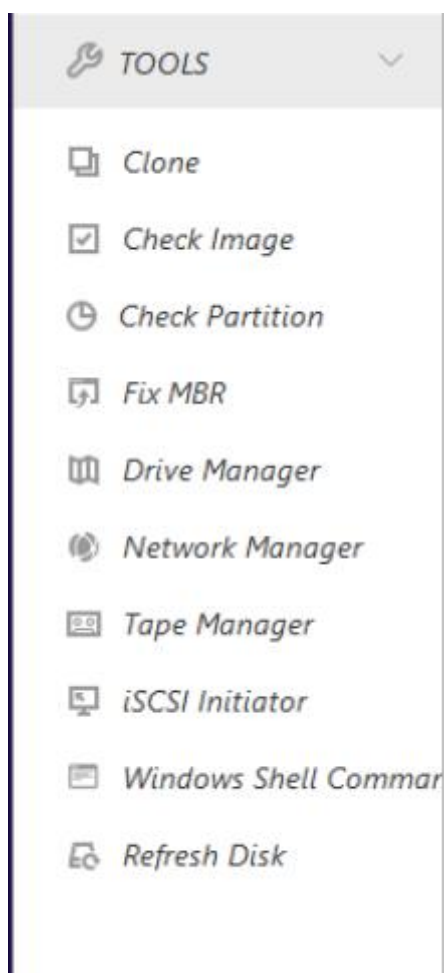 TOOLS
Clone
Check Image
Check Partition
Fix MBR
Drive Manager
Network Manager
Tape Manager
iSCSI Initiator
Windows Shell Commar
Refresh Disk